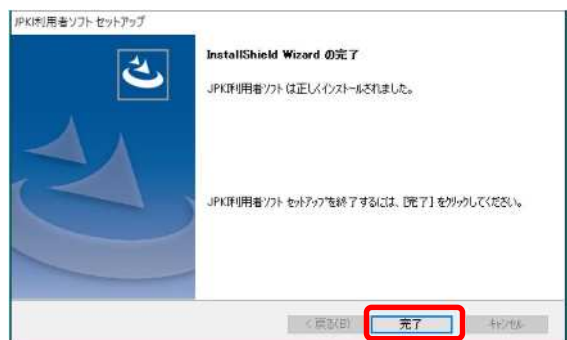 JPKI利用者ソフト セットアップ
InstallShield Wizard の完了
JPKI利用者ソフト は正しくインストールされました。
JPKI利用者ソフト セットアップを終了するには、[完了] をクリックしてください。
< 戻る(B)
完了
キャンセル